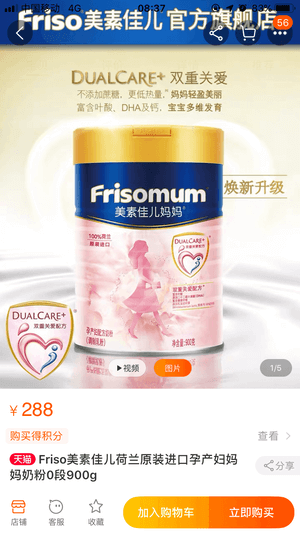 中国移动 4G 08:37 83%
Friso美素佳儿 官方旗舰店
56
DUALCARE+ 双重关爱
不添加蔗糖，更低热量，“妈妈轻盈美丽
富含叶酸，DHA及钙，宝宝多维发育
Frisomum
美素佳儿妈妈
焕新升级
100%荷兰
原装进口
DUALCARE+
双重关爱配方
孕产妇配方奶粉
(调制乳粉)
900克
DUALCARE+
双重关爱配方
视频
图片
1/5
¥288
购买得积分
查看
天猫 Friso美素佳儿荷兰原装进口孕产妇妈妈奶粉0段900g
分享
店铺
客服
收藏
加入购物车
立即购买